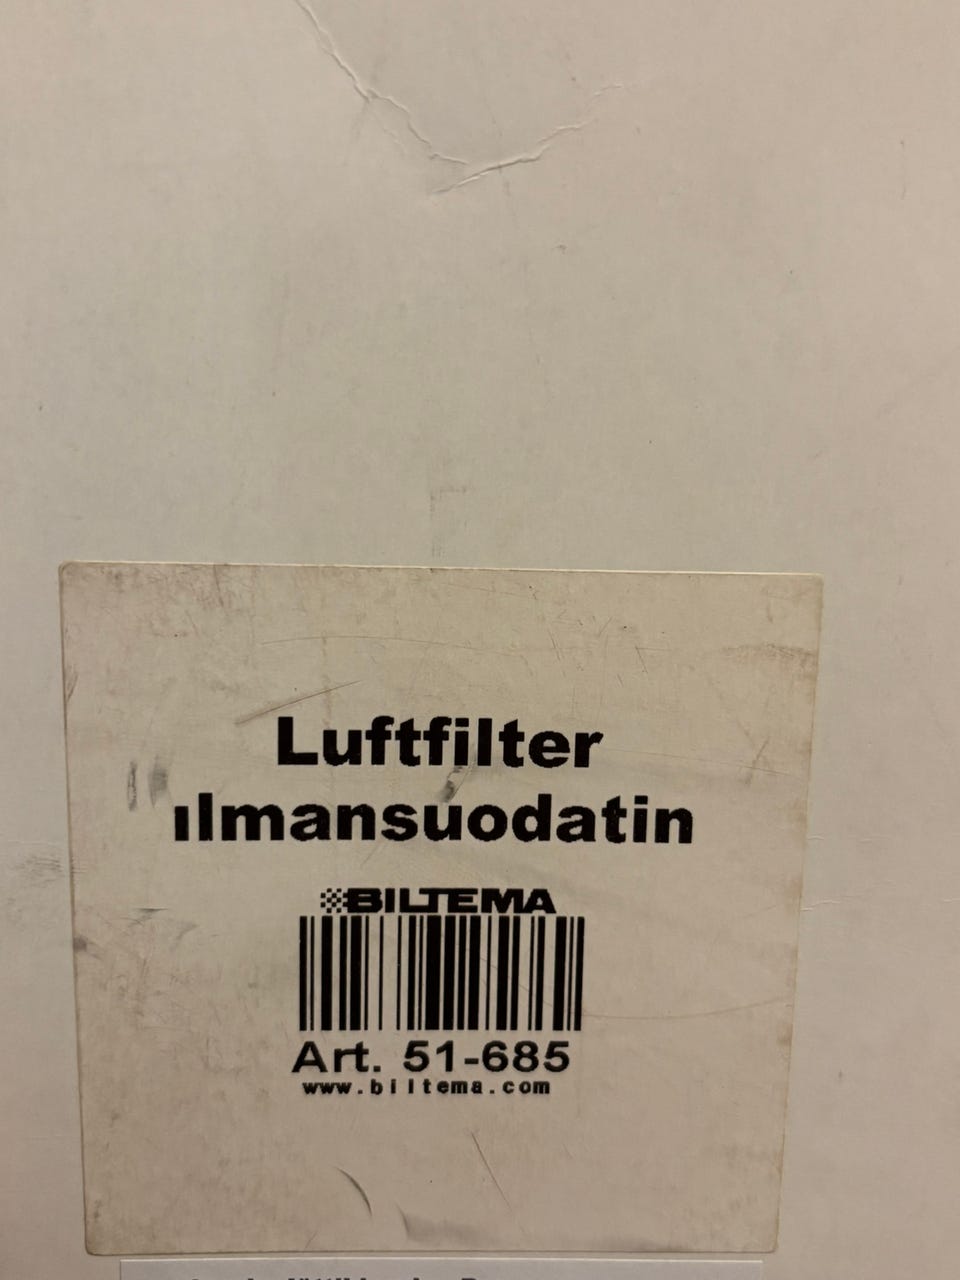 Luftfilter
ılmansuodatin
BILTEMA
Art. 51-685
www.biltema.com